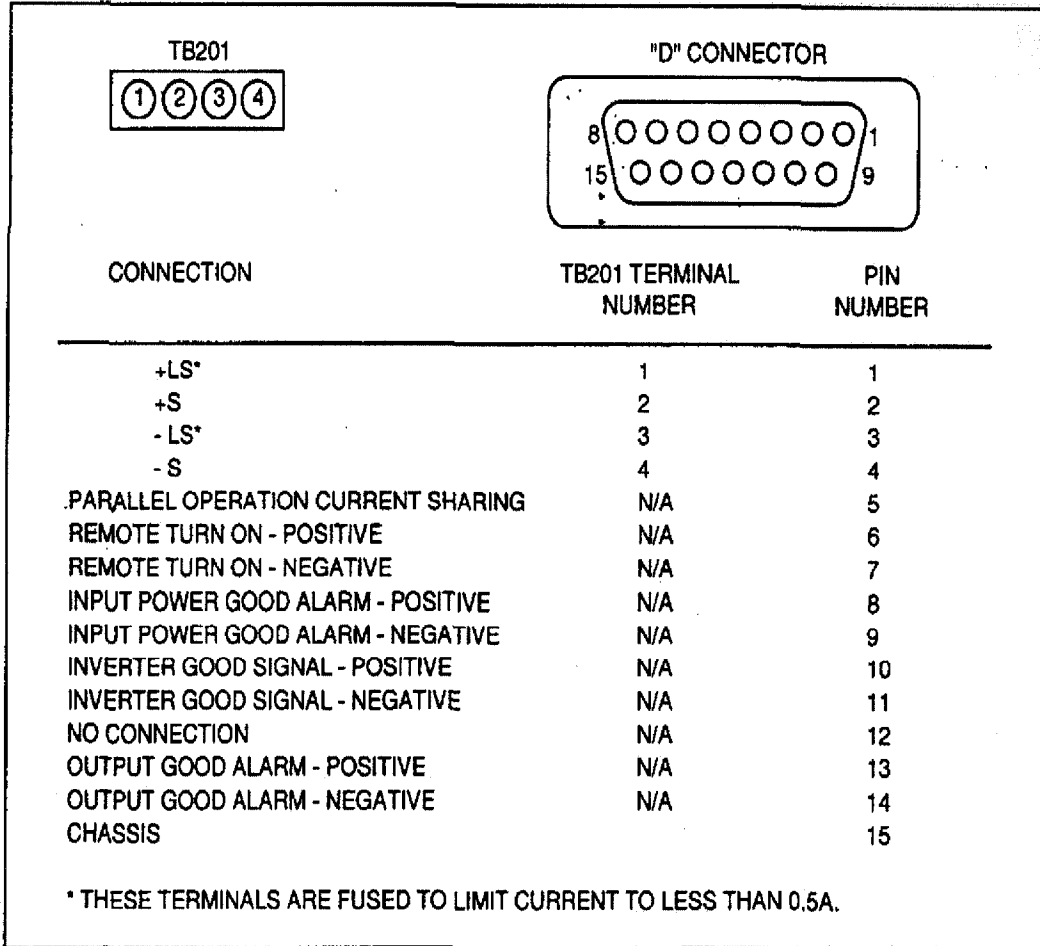 TB201
"D" CONNECTOR
1 2 3 4
8 1
15 9
CONNECTION TB201 TERMINAL NUMBER PIN NUMBER
+LS* 1 1
+S 2 2
- LS* 3 3
- S 4 4
PARALLEL OPERATION CURRENT SHARING N/A 5
REMOTE TURN ON - POSITIVE N/A 6
REMOTE TURN ON - NEGATIVE N/A 7
INPUT POWER GOOD ALARM - POSITIVE N/A 8
INPUT POWER GOOD ALARM - NEGATIVE N/A 9
INVERTER GOOD SIGNAL - POSITIVE N/A 10
INVERTER GOOD SIGNAL - NEGATIVE N/A 11
NO CONNECTION N/A 12
OUTPUT GOOD ALARM - POSITIVE N/A 13
OUTPUT GOOD ALARM - NEGATIVE N/A 14
CHASSIS 15
* THESE TERMINALS ARE FUSED TO LIMIT CURRENT TO LESS THAN 0.5A.